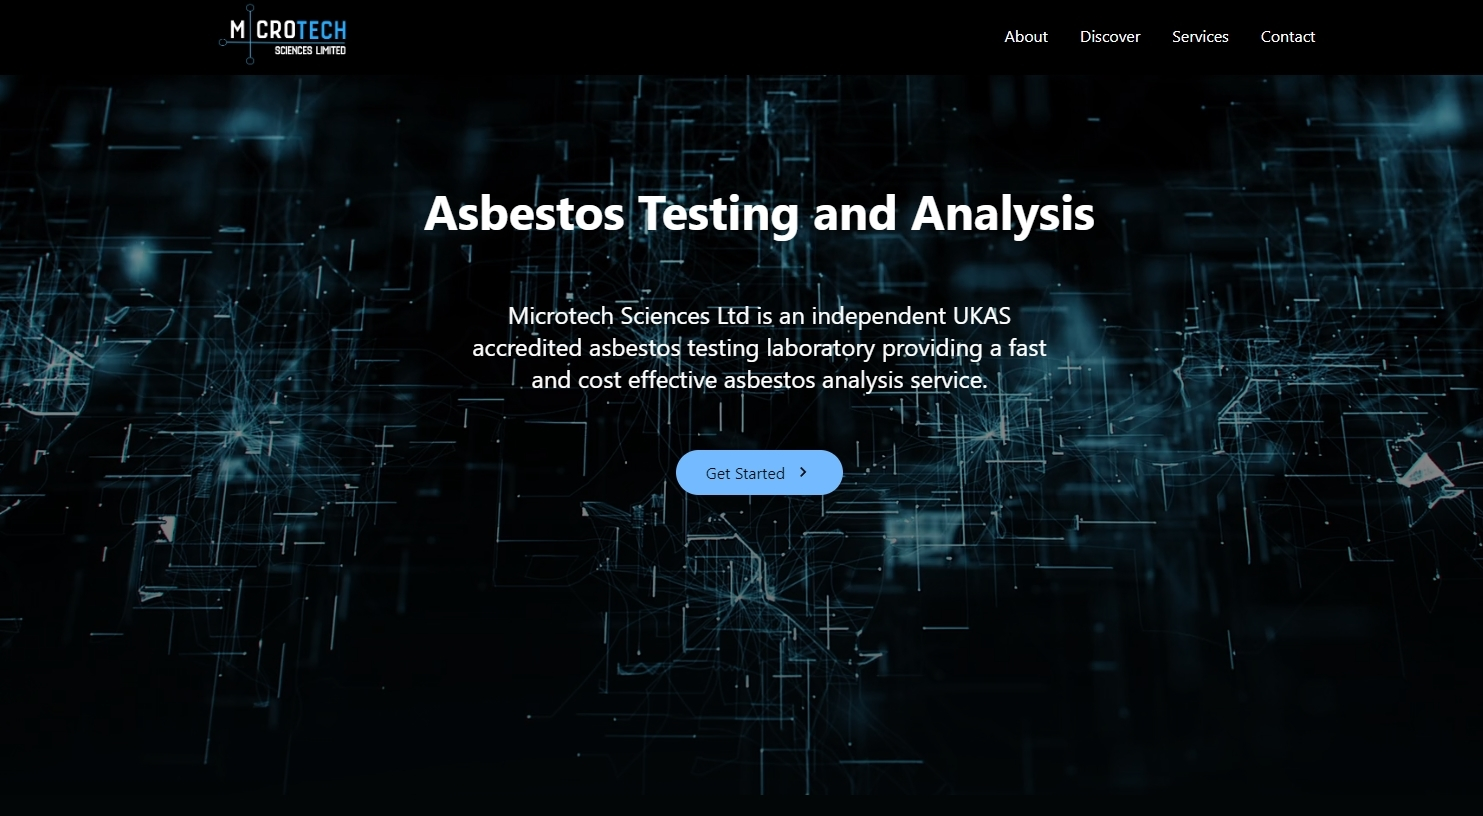 MICROTECH
SCIENCES LIMITED
About Discover Services Contact
Asbestos Testing and Analysis
Microtech Sciences Ltd is an independent UKAS
accredited asbestos testing laboratory providing a fast
and cost effective asbestos analysis service.
Get Started